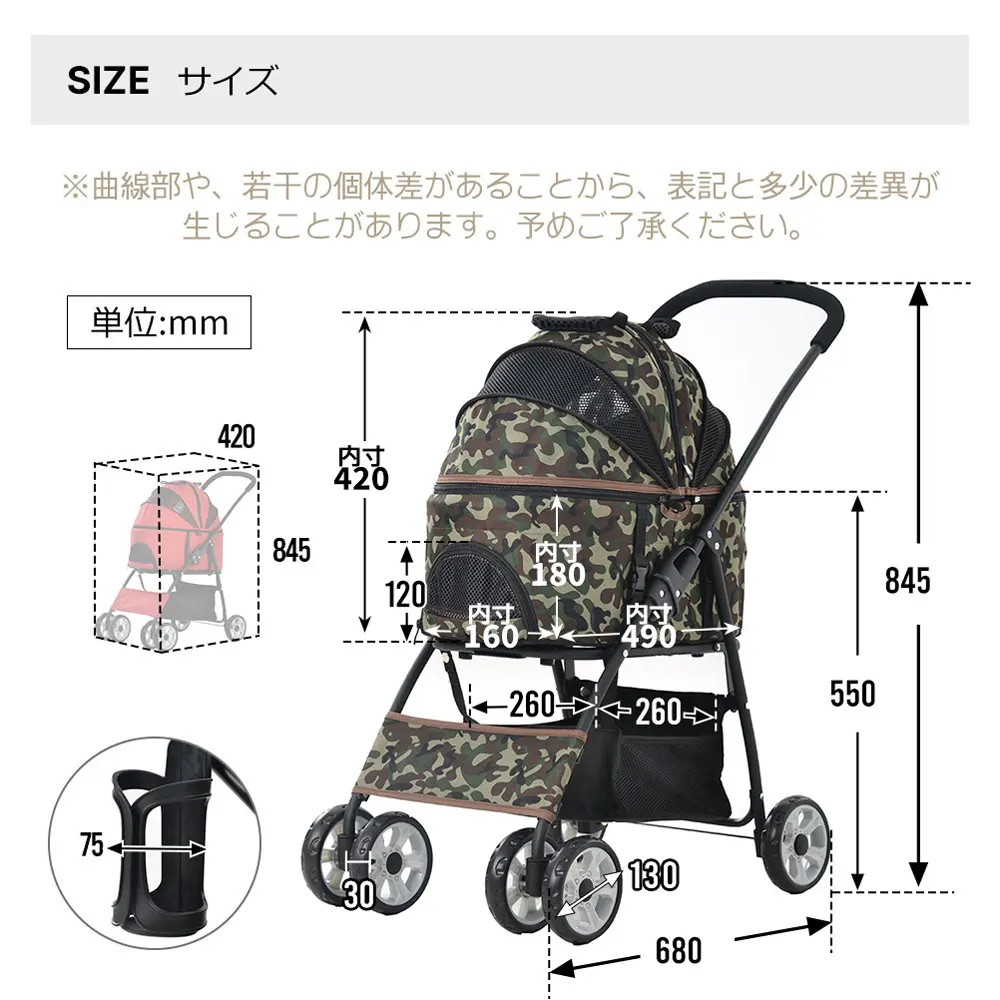 SIZE サイズ
※曲線部や、若干の個体差があることから、表記と多少の差異が
生じることがあります。予めご了承ください。
単位:mm
420
845
内寸
420
120
内寸
180
内寸
160
内寸
490
845
550
260
260
75
30
130
680